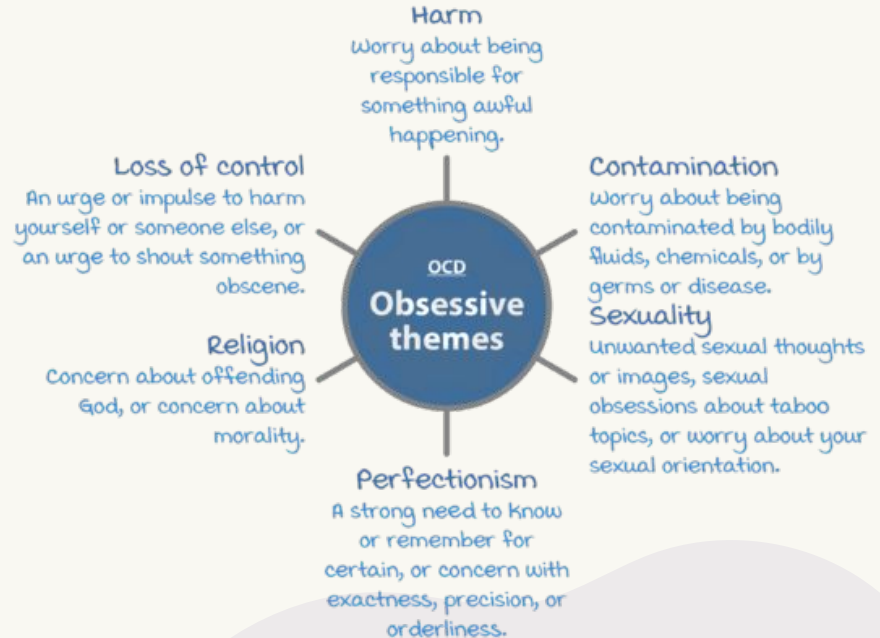 Harm
Worry about being
responsible for
something awful
happening.
Loss of control
An urge or impulse to harm
yourself or someone else, or
an urge to shout something
obscene.
Contamination
Worry about being
contaminated by bodily
fluids, chemicals, or by
germs or disease.
OCD
Obsessive
themes
Religion
Concern about offending
God, or concern about
morality.
Sexuality
Unwanted sexual thoughts
or images, sexual
obsessions about taboo
topics, or worry about your
sexual orientation.
Perfectionism
A strong need to know
or remember for
certain, or concern with
exactness, precision, or
orderliness.